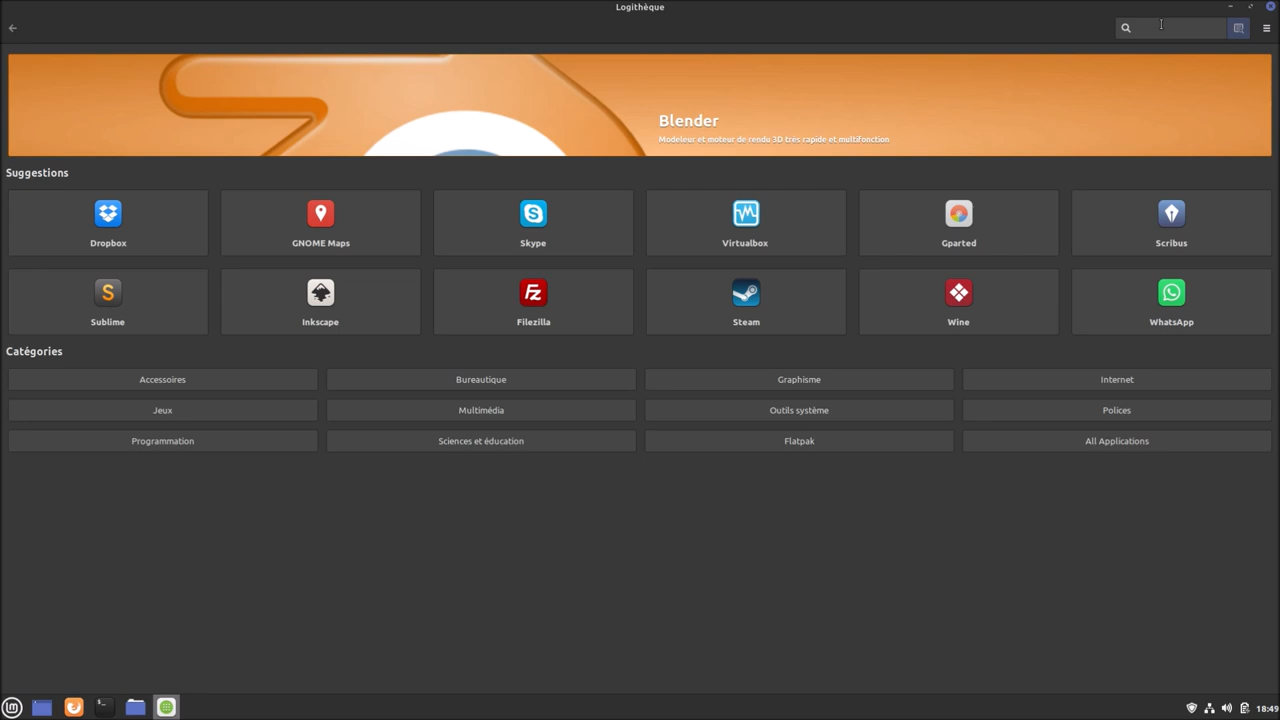 Logithèque
Blender
Modeleur et moteur de rendu 3D très rapide et multifonction
Suggestions
Dropbox
GNOME Maps
Skype
Virtualbox
Gparted
Scribus
Sublime
Inkscape
Filezilla
Steam
Wine
WhatsApp
Catégories
Accessoires
Bureautique
Graphisme
Internet
Jeux
Multimédia
Outils système
Polices
Programmation
Sciences et éducation
Flatpak
All Applications
18:49